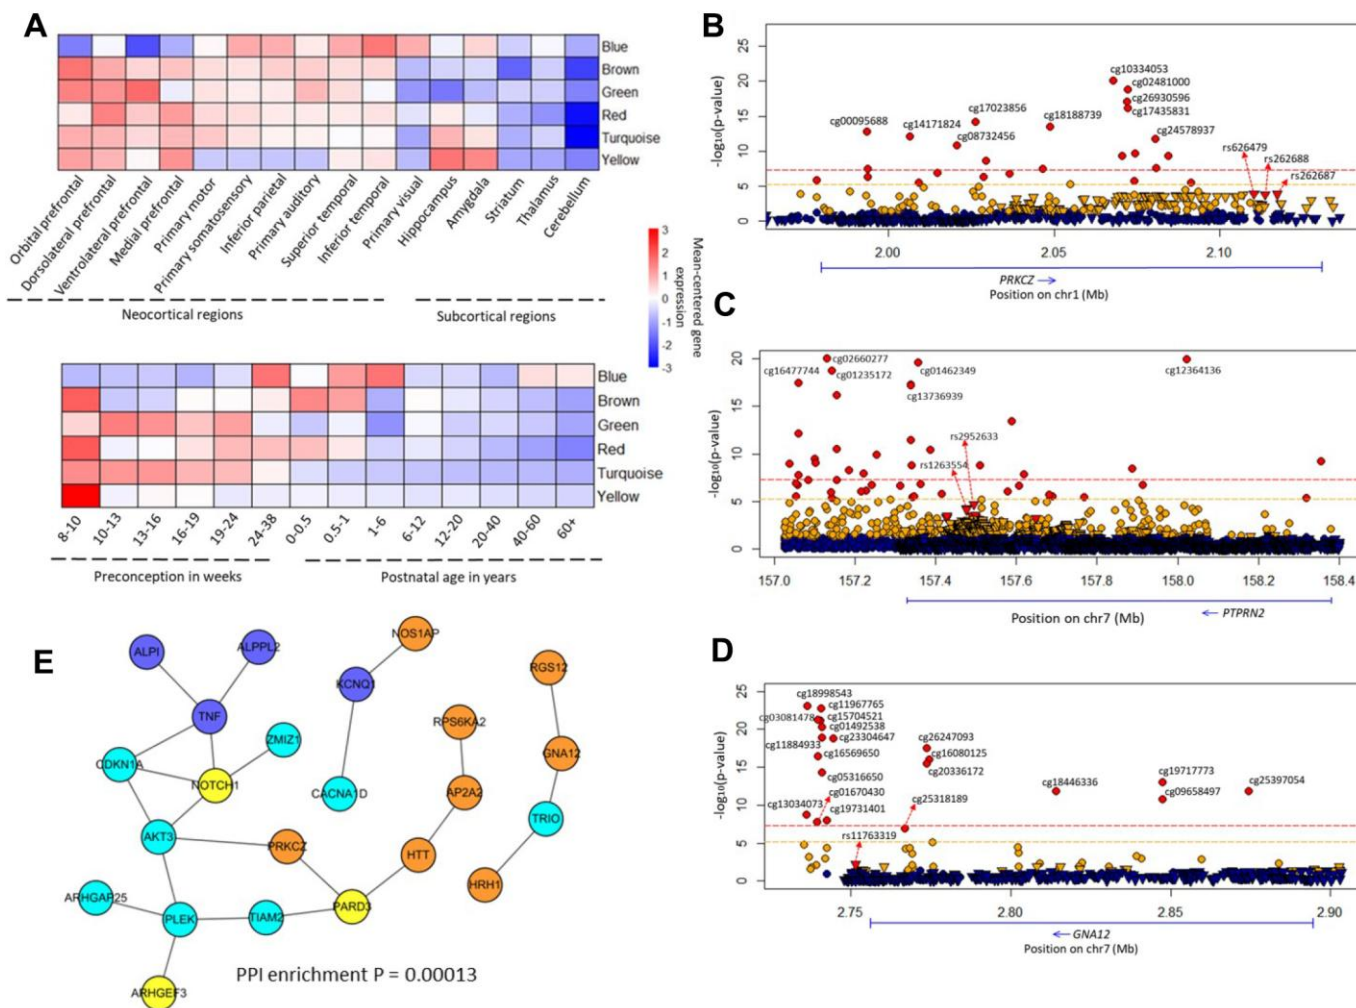 A
Blue
Brown
Green
Red
Turquoise
Yellow
Orbital prefrontal
Dorsolateral prefrontal
Ventrolateral prefrontal
Medial prefrontal
Primary motor
Primary somatosensory
Inferior parietal
Primary auditory
Superior temporal
Inferior temporal
Primary visual
Hippocampus
Amygdala
Striatum
Thalamus
Cerebellum
Neocortical regions
Subcortical regions
3
2
1
0
-1
-2
-3
Mean-centered gene
expression
Blue
Brown
Green
Red
Turquoise
Yellow
8-10
10-13
13-16
16-19
19-24
24-38
0-0.5
0.5-1
1-6
6-12
12-20
20-40
40-60
60+
Preconception in weeks
Postnatal age in years
B
-log10(p-value)
0
5
10
15
20
25
cg10334053
cg02481000
cg26930596
cg17435831
cg17023856
cg18188739
cg00095688
cg14171824
cg08732456
cg24578937
rs626479
rs262688
rs262687
2.00
2.05
2.10
PRKCZ →
Position on chr1 (Mb)
C
-log10(p-value)
0
5
10
15
20
cg02660277
cg16477744
cg01235172
cg01462349
cg13736939
cg12364136
rs2952633
rs1263554
157.0
157.2
157.4
157.6
157.8
158.0
158.2
158.4
Position on chr7 (Mb)
← PTPRN2
D
-log10(p-value)
0
5
10
15
20
25
cg18998543
cg11967765
cg03081478
cg15704521
cg01492538
cg23304647
cg11884933
cg16569650
cg26247093
cg16080125
cg20336172
cg05316650
cg01670430
cg18446336
cg19717773
cg25397054
cg09658497
cg13034073
cg19731401
cg25318189
rs11763319
2.75
2.80
2.85
2.90
← GNA12
Position on chr7 (Mb)
E
ALPI
ALPPL2
NOS1AP
KCNQ1
RGS12
TNF
ZMIZ1
RPS6KA2
CDKN1A
NOTCH1
CACNA1D
GNA12
AP2A2
TRIO
AKT3
PRKCZ
HTT
HRH1
ARHGAP25
PLEK
TIAM2
PARD3
ARHGEF3
PPI enrichment P = 0.00013